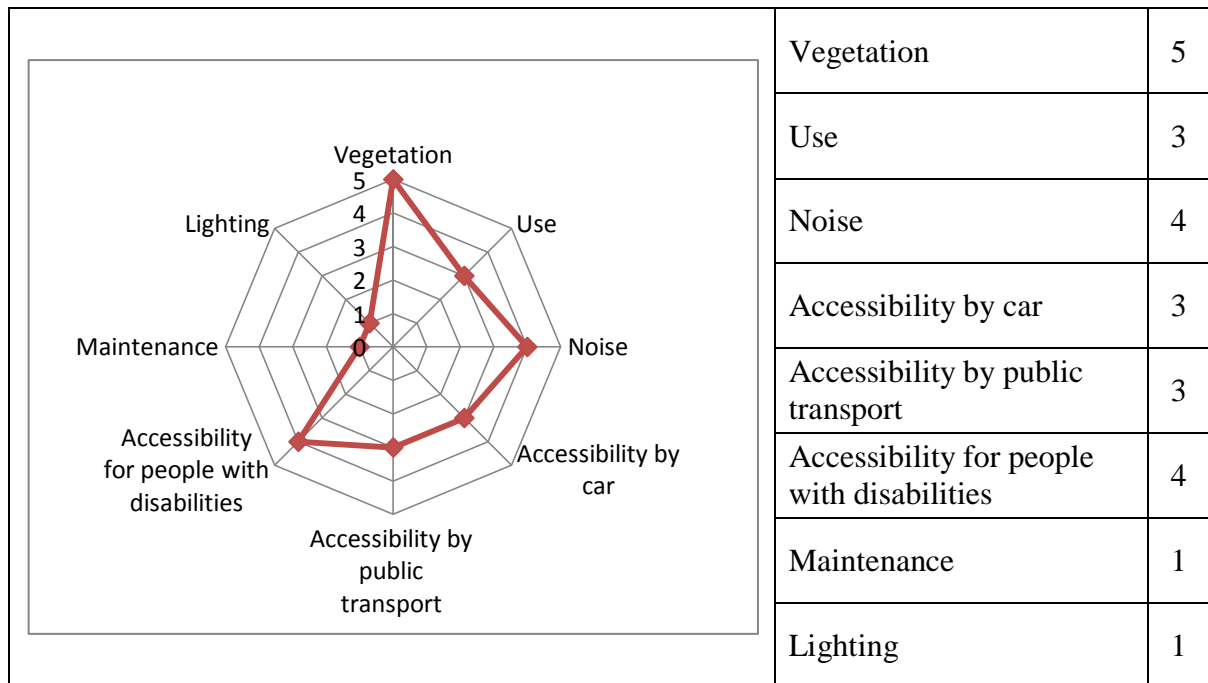 Vegetation
5
4
3
2
1
0
Use
Noise
Accessibility by
car
Accessibility by
public
transport
Accessibility
for people with
disabilities
Maintenance
Lighting
Vegetation 5
Use 3
Noise 4
Accessibility by car 3
Accessibility by public
transport 3
Accessibility for people
with disabilities 4
Maintenance 1
Lighting 1